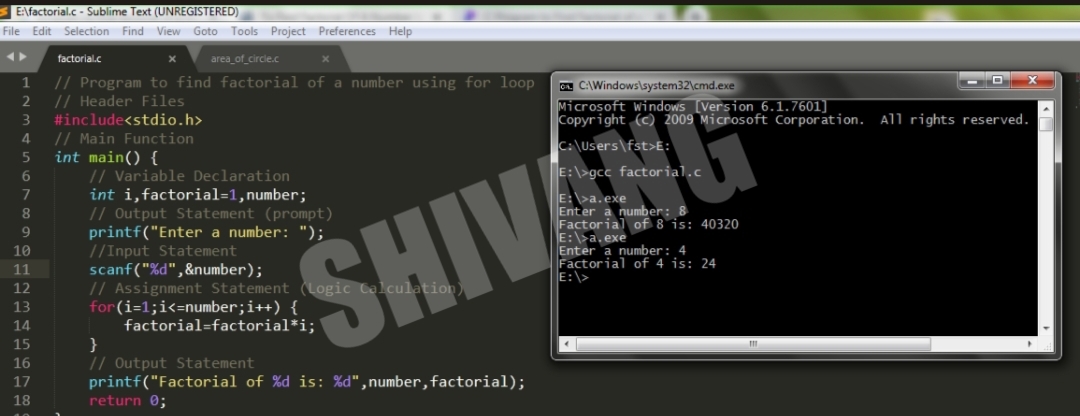 E:\factorial.c - Sublime Text (UNREGISTERED)
File Edit Selection Find View Goto Tools Project Preferences Help
factorial.c x area_of_circle.c x
1 // Program to find factorial of a number using for loop
2 // Header Files
3 #include<stdio.h>
4 // Main Function
5 int main() {
6 // Variable Declaration
7 int i,factorial=1,number;
8 // Output Statement (prompt)
9 printf("Enter a number: ");
10 //Input Statement
11 scanf("%d",&number);
12 // Assignment Statement (Logic Calculation)
13 for(i=1;i<=number;i++) {
14 factorial=factorial*i;
15 }
16 // Output Statement
17 printf("Factorial of %d is: %d",number,factorial);
18 return 0;
C:\Windows\system32\cmd.exe
Microsoft Windows [Version 6.1.7601]
Copyright (c) 2009 Microsoft Corporation.  All rights reserved.
C:\Users\fst>E:
E:\>gcc factorial.c
E:\>a.exe
Enter a number: 8
Factorial of 8 is: 40320
E:\>a.exe
Enter a number: 4
Factorial of 4 is: 24
E:\>
SHIVANG